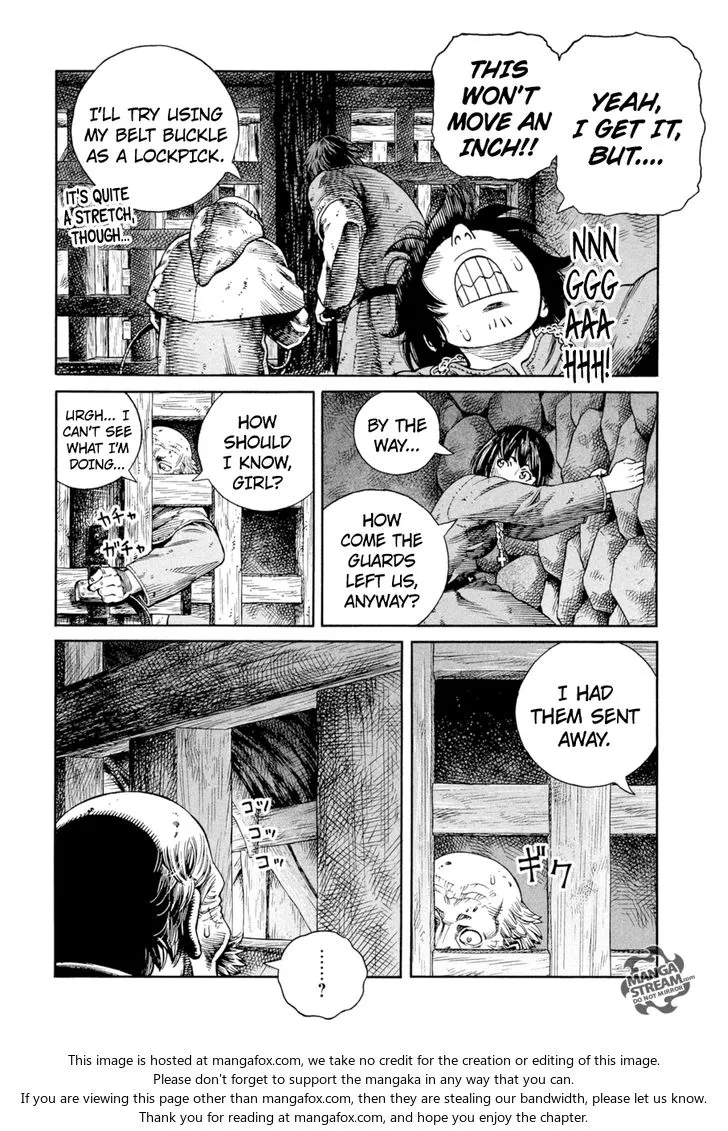 YEAH,
I GET IT,
BUT....
THIS
WON'T
MOVE AN
INCH!!
I'LL TRY USING
MY BELT BUCKLE
AS A LOCKPICK.
IT'S QUITE
A STRETCH,
THOUGH...
NNN
GGG
AAA
HHH!
BY THE
WAY...
HOW
COME THE
GUARDS
LEFT US,
ANYWAY?
HOW
SHOULD
I KNOW,
GIRL?
URGH... I
CAN'T SEE
WHAT I'M
DOING...
カチャ
ガチャ
I HAD
THEM SENT
AWAY.
ギク
コツ
コツ
コツ
......
?
MANGA
STREAM.com
DO NOT MIRROR
This image is hosted at mangafox.com, we take no credit for the creation or editing of this image.
Please don't forget to support the mangaka in any way that you can.
If you are viewing this page other than mangafox.com, then they are stealing our bandwidth, please let us know.
Thank you for reading at mangafox.com, and hope you enjoy the chapter.